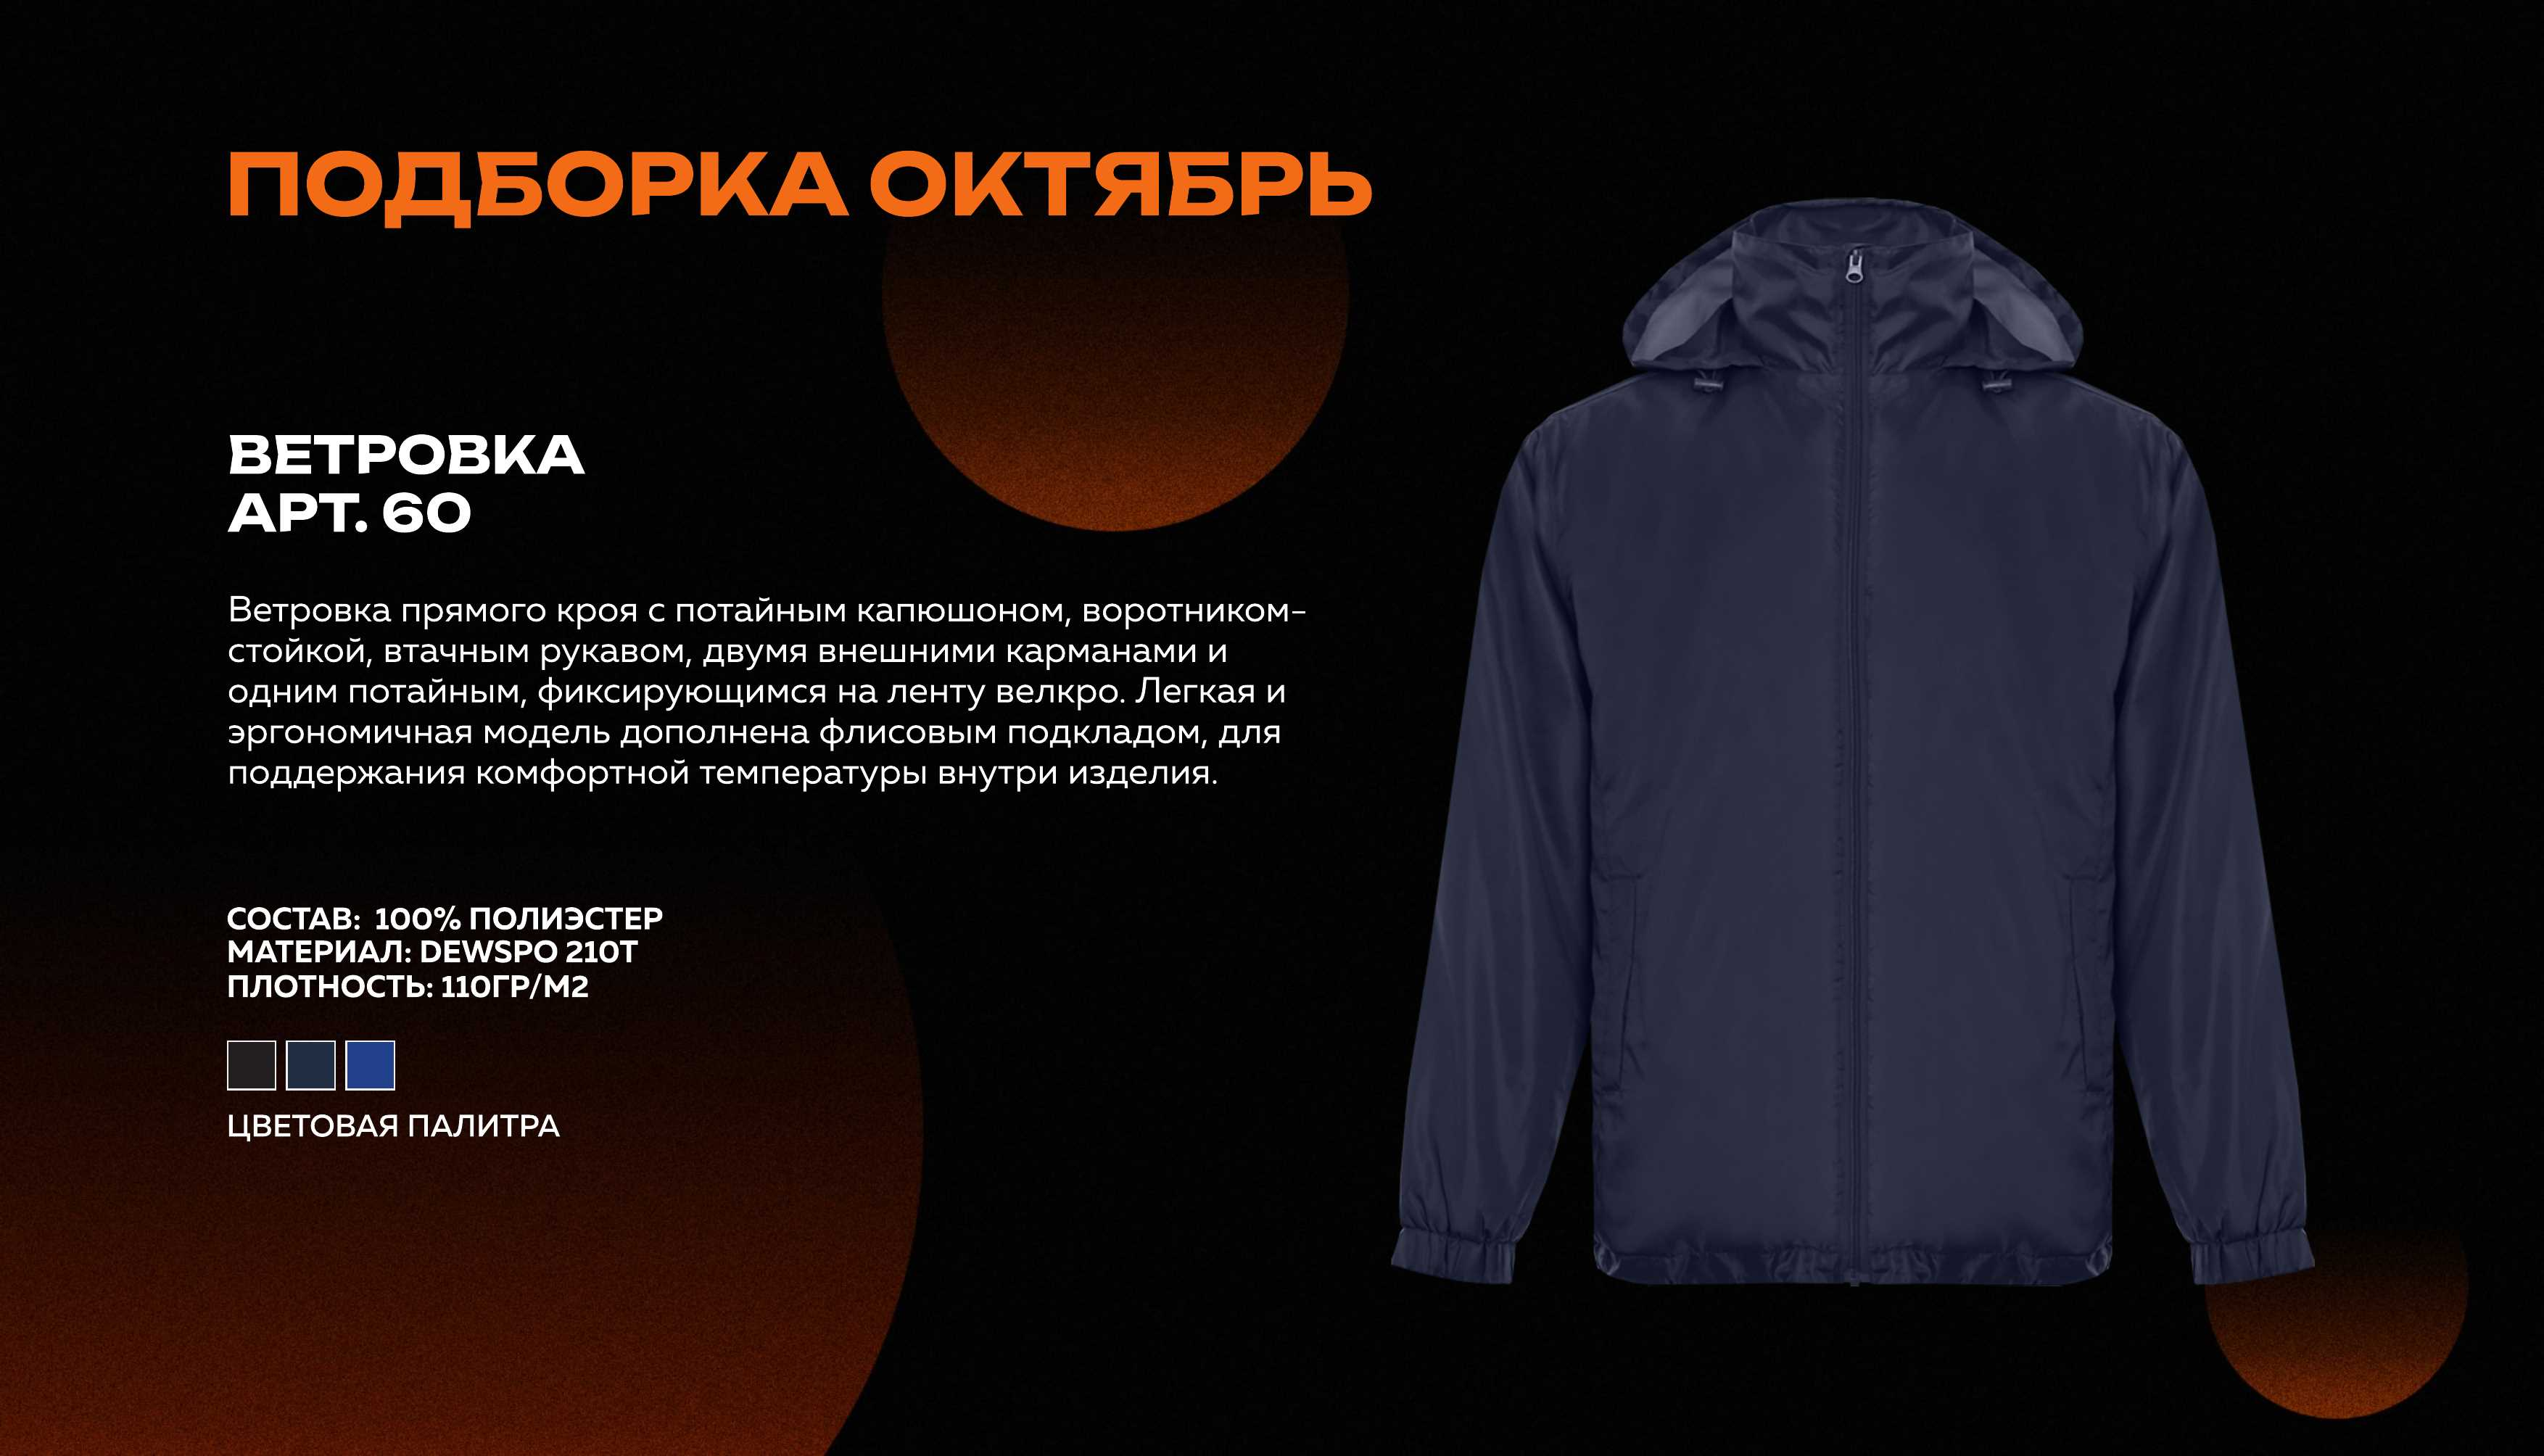 ПОДБОРКА ОКТЯБРЬ
ВЕТРОВКА
АРТ. 60
Ветровка прямого кроя с потайным капюшоном, воротником-
стойкой, втачным рукавом, двумя внешними карманами и
одним потайным, фиксирующимся на ленту велкро. Легкая и
эргономичная модель дополнена флисовым подкладом, для
поддержания комфортной температуры внутри изделия.
СОСТАВ:  100% ПОЛИЭСТЕР
МАТЕРИАЛ: DEWSPO 210T
ПЛОТНОСТЬ: 110ГР/М2
ЦВЕТОВАЯ ПАЛИТРА